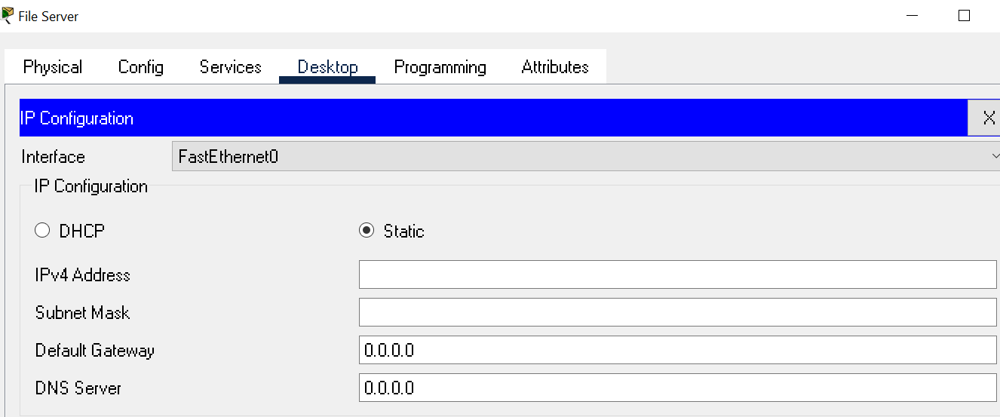 File Server
Physical Config Services Desktop Programming Attributes
IP Configuration X
Interface FastEthernet0
IP Configuration
DHCP Static
IPv4 Address
Subnet Mask
Default Gateway 0.0.0.0
DNS Server 0.0.0.0